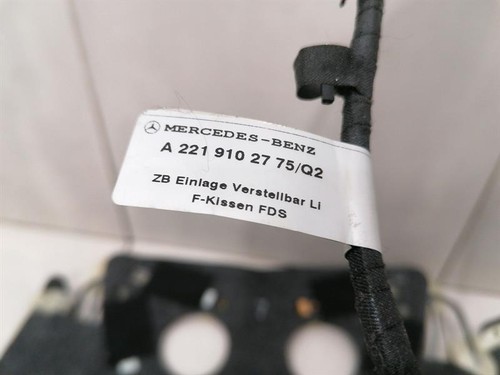 MERCEDES-BENZ
A 221 910 27 75/Q2
ZB Einlage Verstellbar Li
F-Kissen FDS